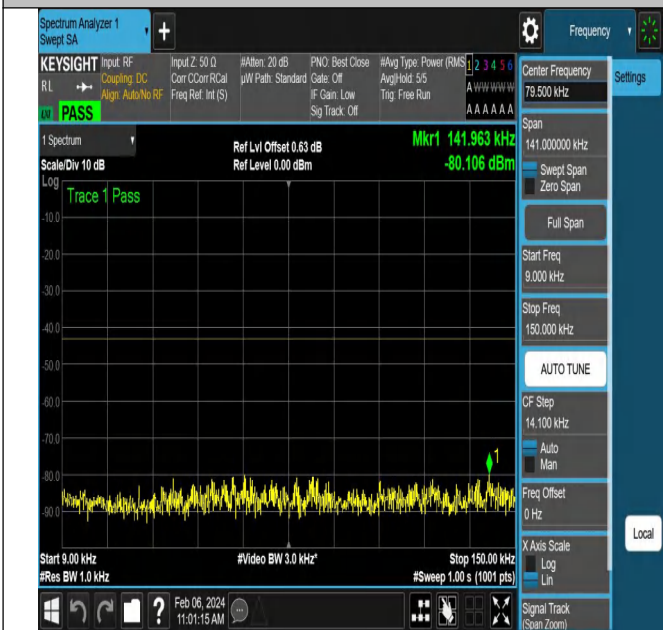 Spectrum Analyzer 1
Swept SA
+
Frequency
KEYSIGHT
RL
PASS
Input: RF
Coupling: DC
Align: Auto/No RF
Input Z: 50 Ω
Corr CCorr RCal
Freq Ref: Int (S)
#Atten: 20 dB
µW Path: Standard
PNO: Best Close
Gate: Off
IF Gain: Low
Sig Track: Off
#Avg Type: Power (RMS
Avg|Hold: 5/5
Trig: Free Run
1 2 3 4 5 6
A W W W W W
A A A A A A
1 Spectrum
Scale/Div 10 dB
Ref Lvl Offset 0.63 dB
Ref Level 0.00 dBm
Mkr1 141.963 kHz
-80.106 dBm
Log
Trace 1 Pass
-10.0
-20.0
-30.0
-40.0
-50.0
-60.0
-70.0
-80.0
-90.0
1
Start 9.00 kHz
#Res BW 1.0 kHz
#Video BW 3.0 kHz*
Stop 150.00 kHz
#Sweep 1.00 s (1001 pts)
?
Feb 06, 2024
11:01:15 AM
Center Frequency
79.500 kHz
Settings
Span
141.000000 kHz
Swept Span
Zero Span
Full Span
Start Freq
9.000 kHz
Stop Freq
150.000 kHz
AUTO TUNE
CF Step
14.100 kHz
Auto
Man
Freq Offset
0 Hz
Local
X Axis Scale
Log
Lin
Signal Track
(Span Zoom)